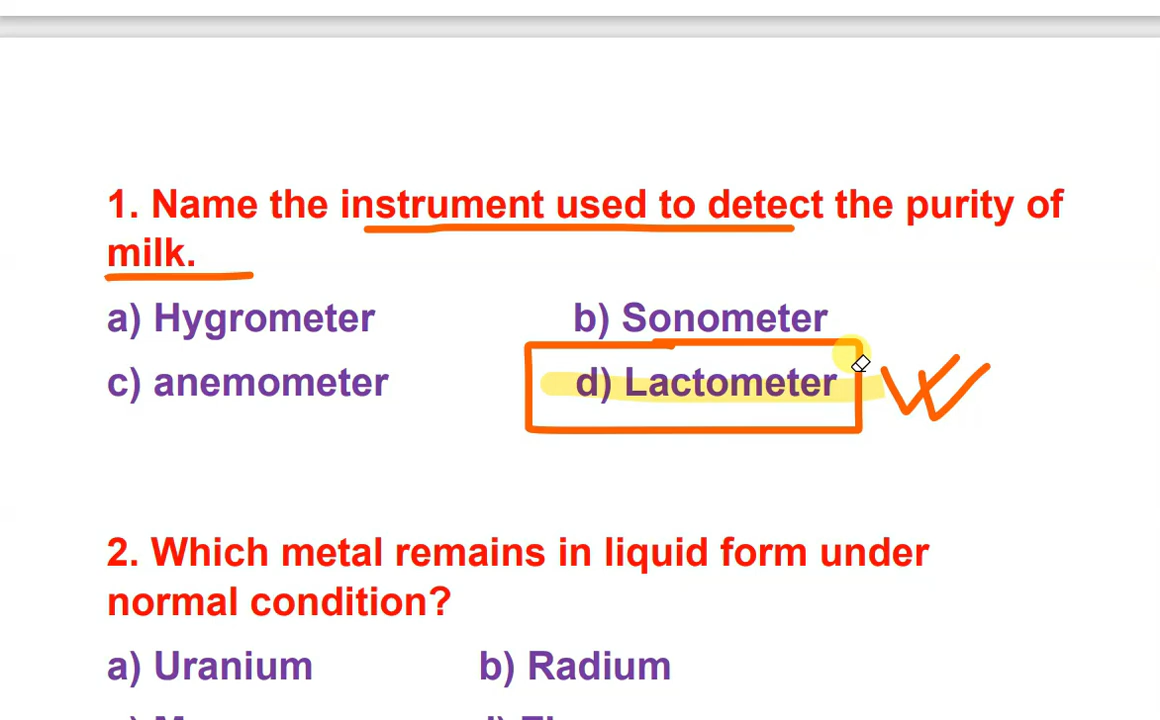 1. Name the instrument used to detect the purity of
milk.
a) Hygrometer b) Sonometer
c) anemometer d) Lactometer
2. Which metal remains in liquid form under
normal condition?
a) Uranium b) Radium